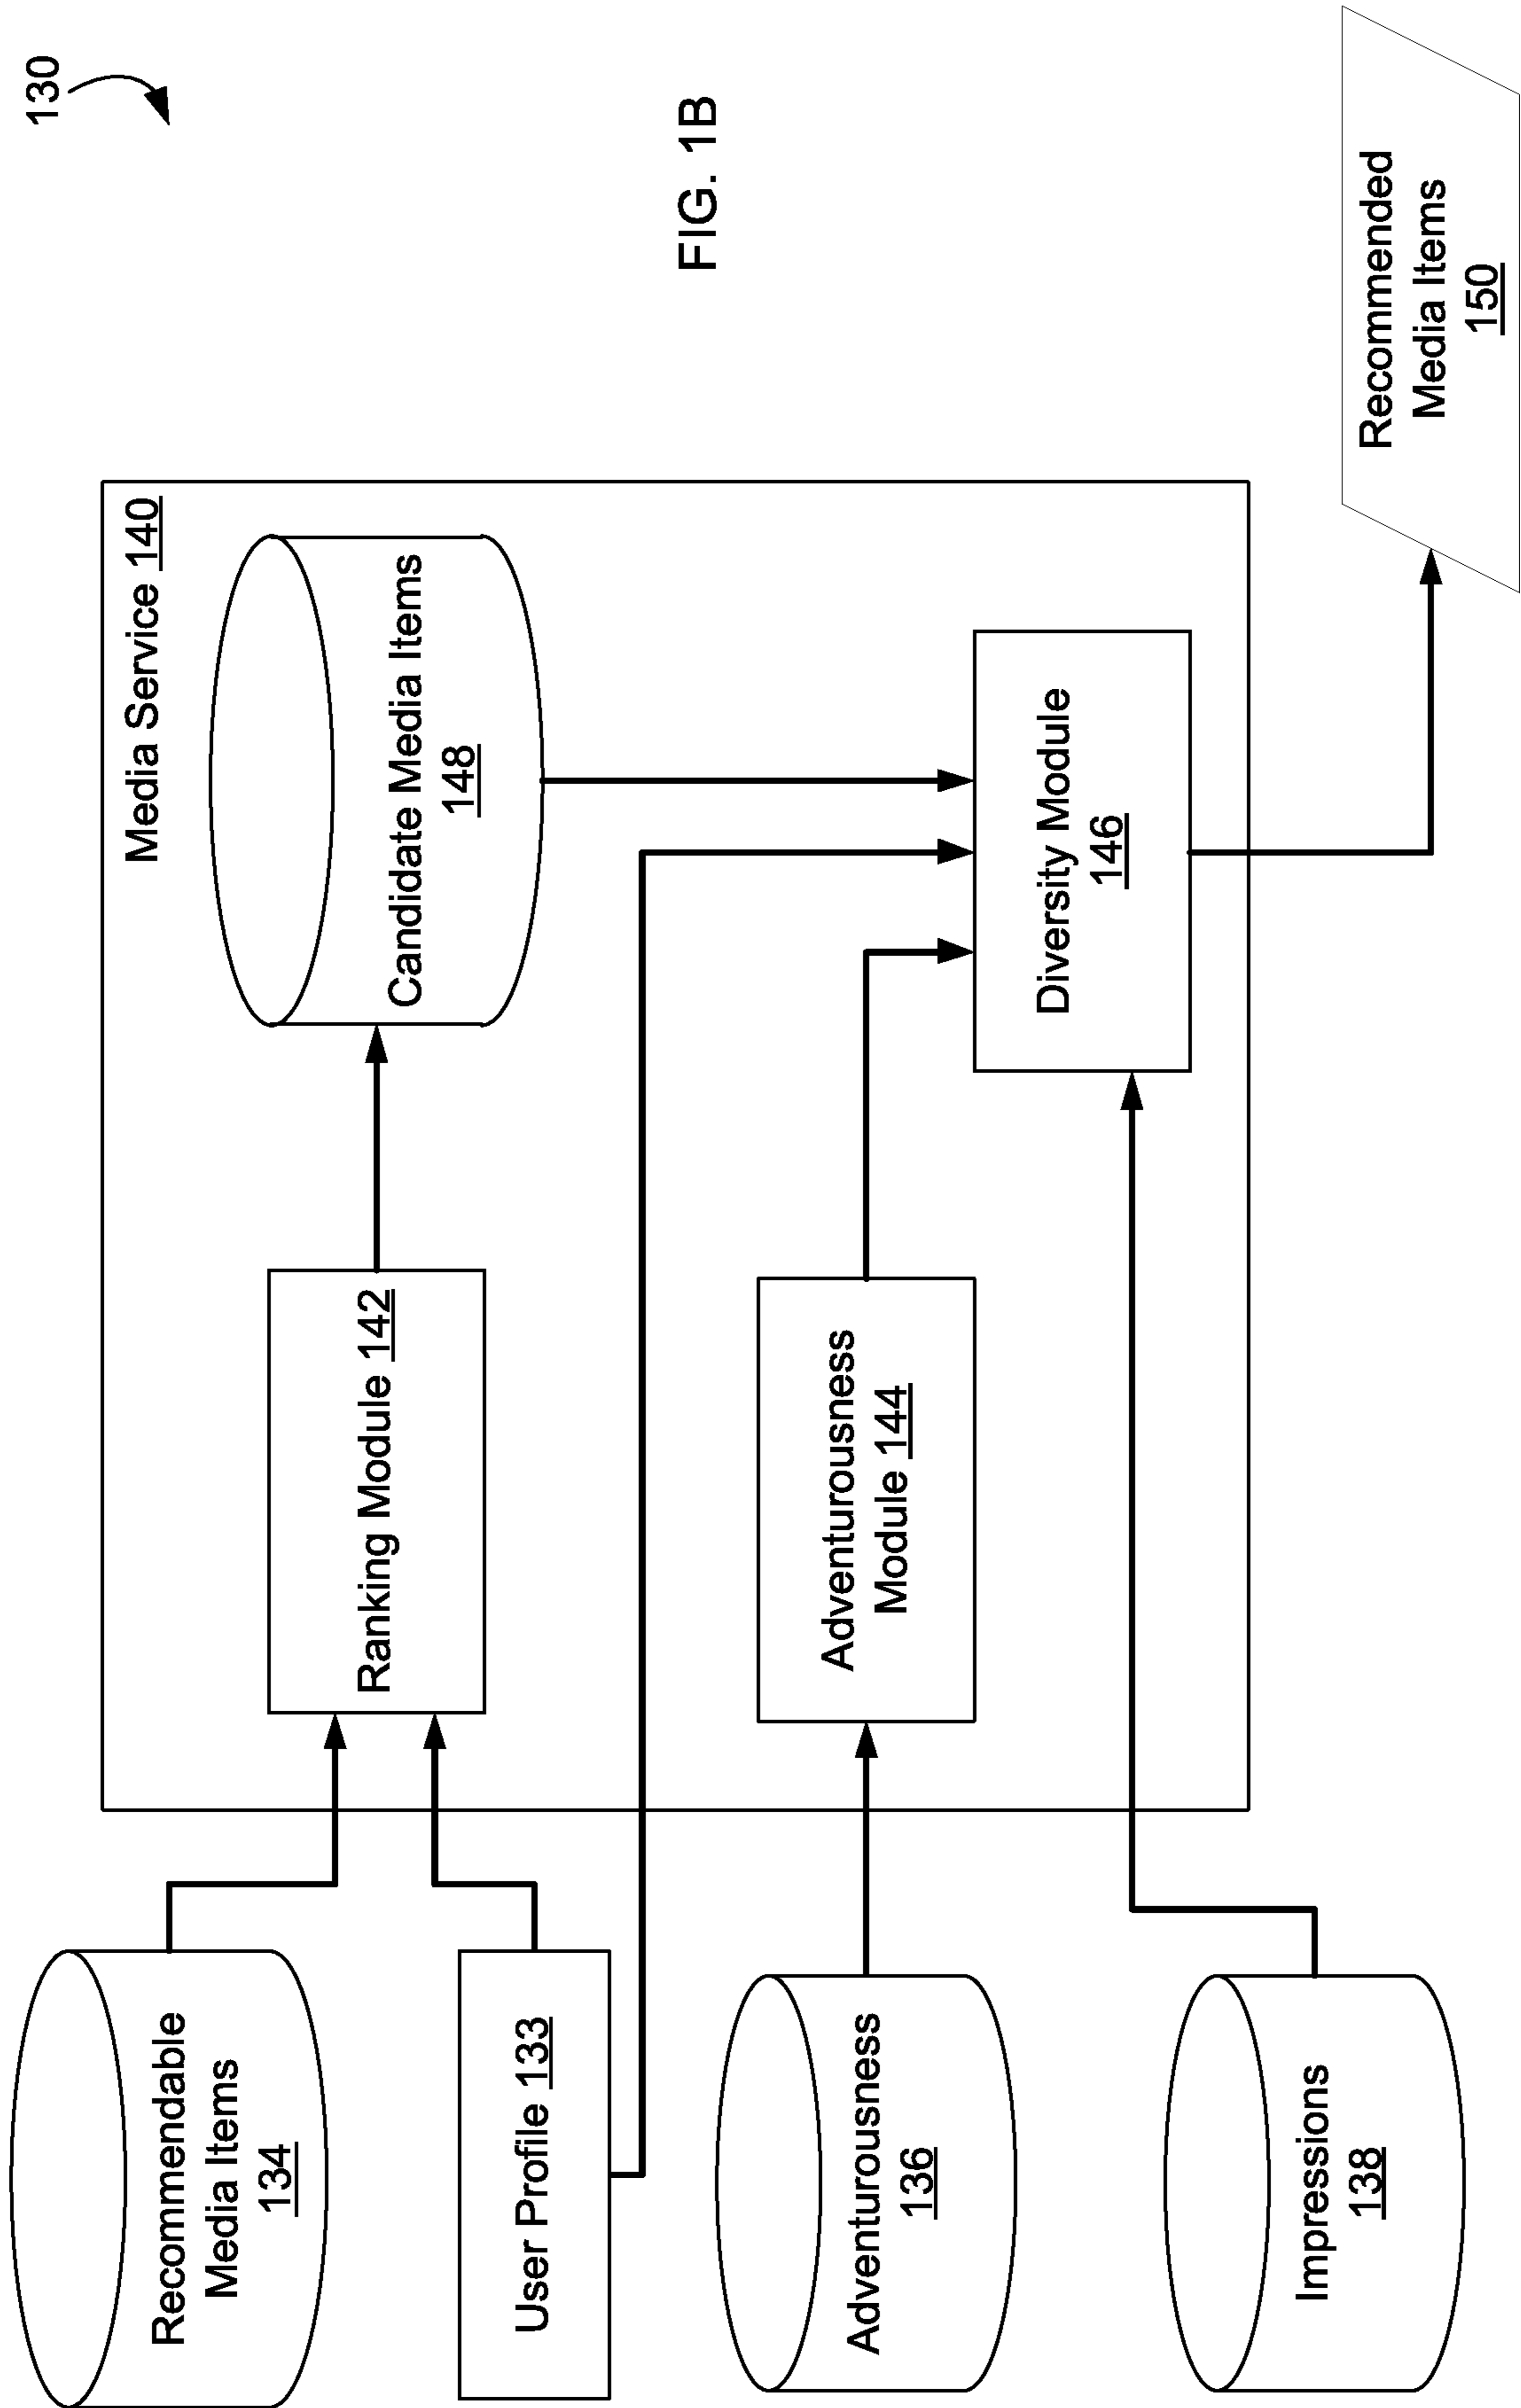 130
Media Service 140
Recommendable
Media Items
134
Ranking Module 142
Candidate Media Items
148
User Profile 133
Adventurousness
136
Adventurousness
Module 144
Diversity Module
146
Impressions
138
FIG. 1B
Recommended
Media Items
150